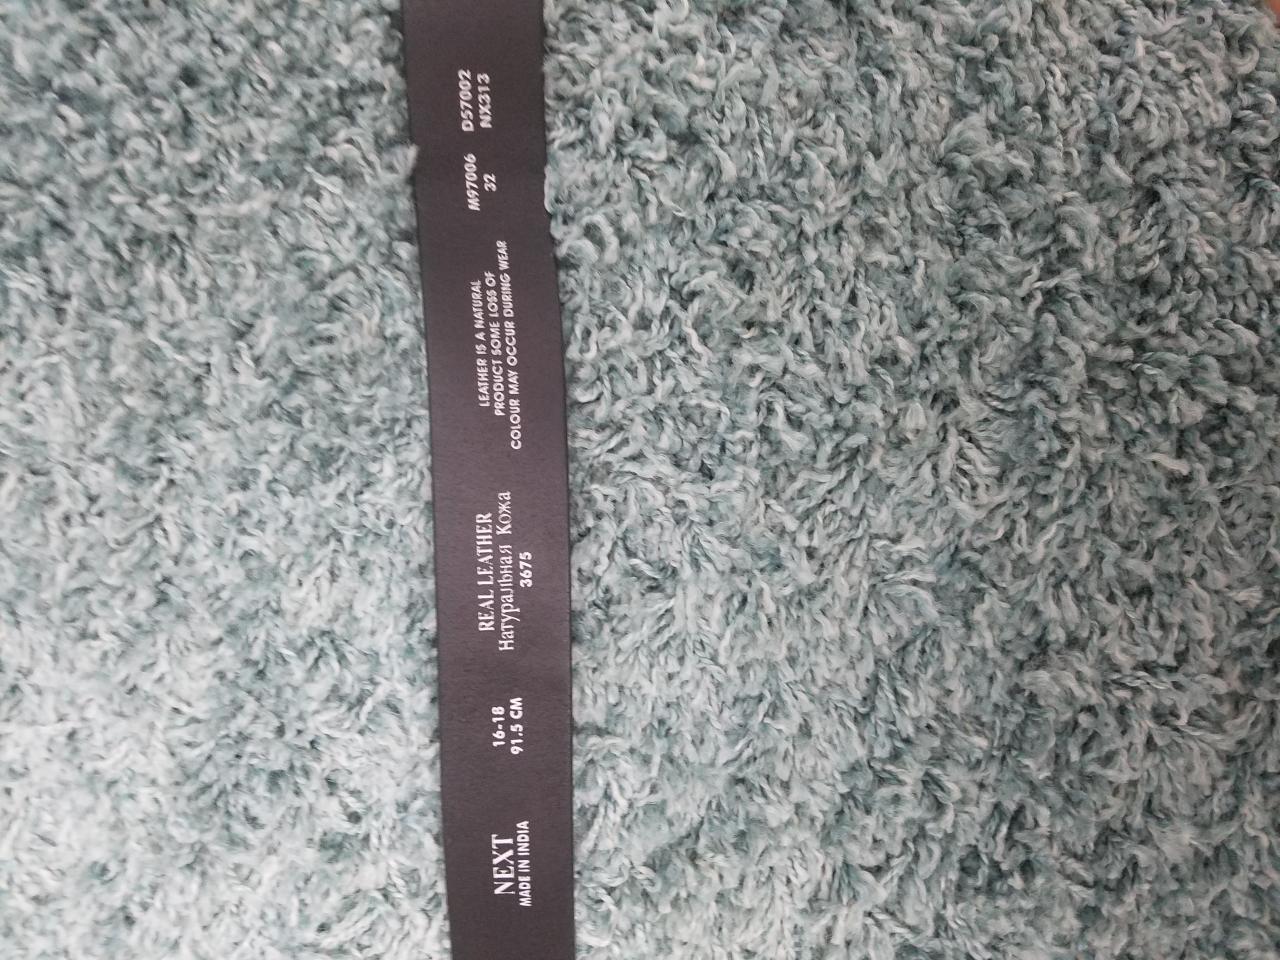 NEXT
MADE IN INDIA
16-18
91.5 CM
REAL LEATHER
Натуральная Кожа
3675
LEATHER IS A NATURAL
PRODUCT SOME LOSS OF
COLOUR MAY OCCUR DURING WEAR
M97006
32
D57002
NX313